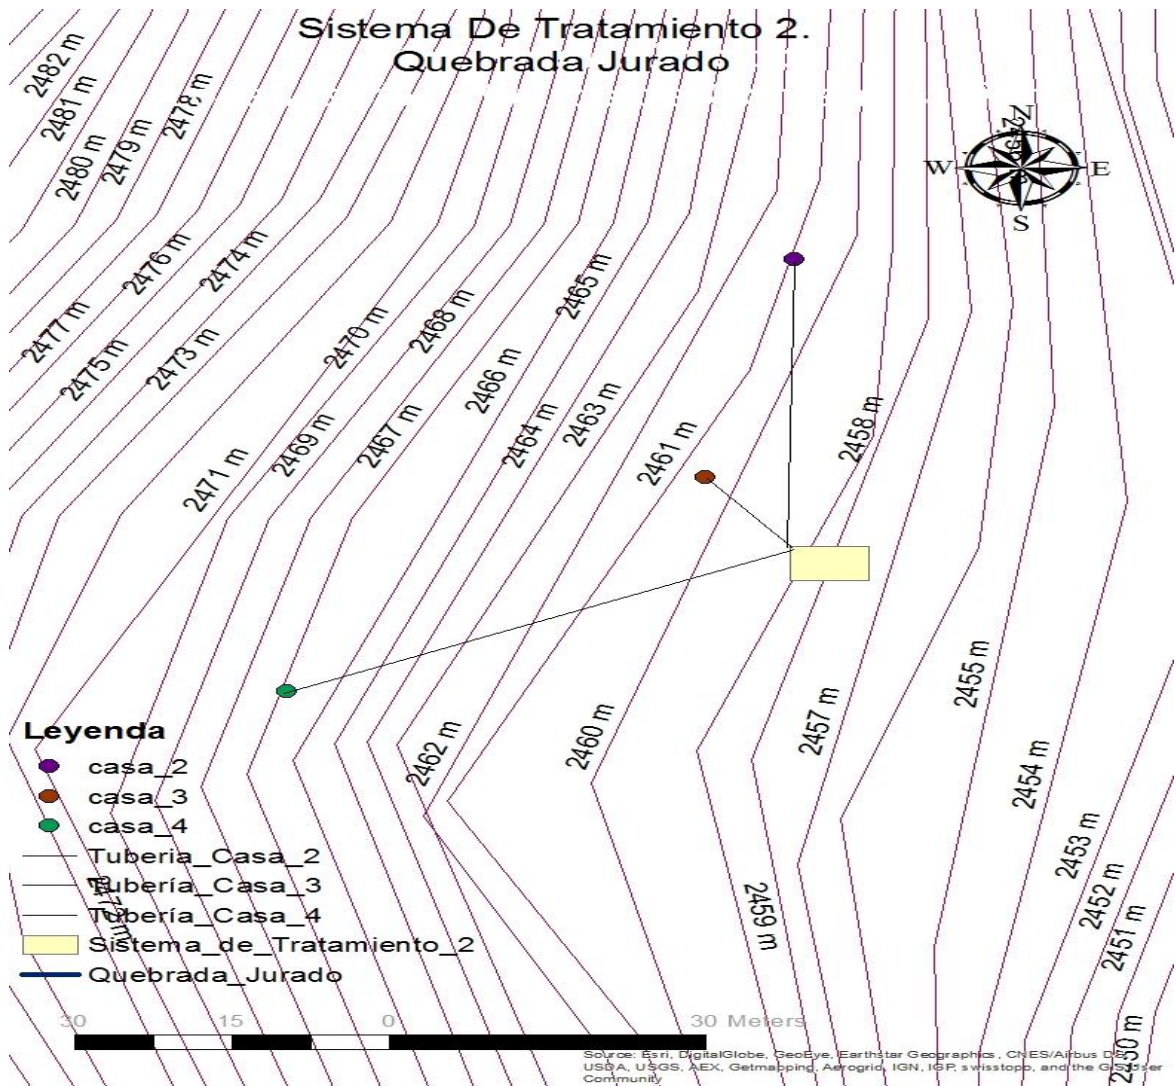 Sistema De Tratamiento 2.
Quebrada Jurado
2482 m
2481 m
2480 m
2479 m
2478 m
N
W
E
S
2477 m
2476 m
2475 m
2474 m
2473 m
2471 m
2470 m
2469 m
2468 m
2467 m
2466 m
2465 m
2464 m
2463 m
2461 m
2458 m
2462 m
2460 m
2459 m
2457 m
2455 m
2454 m
2453 m
2452 m
2451 m
2450 m
Leyenda
casa_2
casa_3
casa_4
Tuberia_Casa_2
Tubería_Casa_3
Tubería_Casa_4
Sistema_de_Tratamiento_2
Quebrada_Jurado
30 15 0 30 Meters
Source: Esri, DigitalGlobe, GeoEye, Earthstar Geographics, CNES/Airbus DS,
USDA, USGS, AEX, Getmapping, Aerogrid, IGN, IGP, swisstopo, and the GIS User
Community